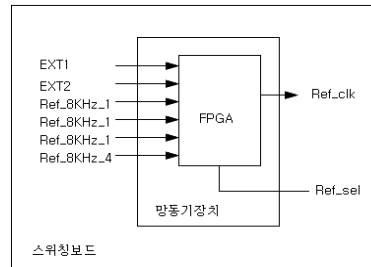 EXT1
EXT2
Ref_8KHz_1
Ref_8KHz_1
Ref_8KHz_1
Ref_8KHz_4
FPGA
Ref_clk
Ref_sel
망동기장치
스위칭보드